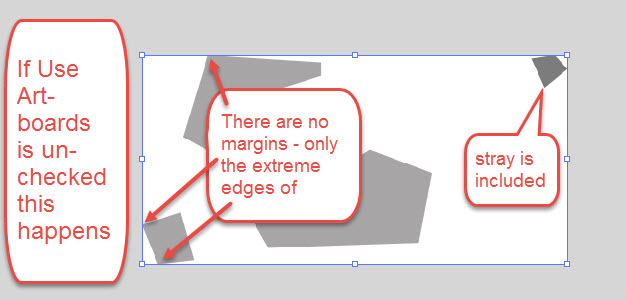 If Use
Art-
boards
is un-
checked
this
happens
There are no
margins - only
the extreme
edges of
stray is
included